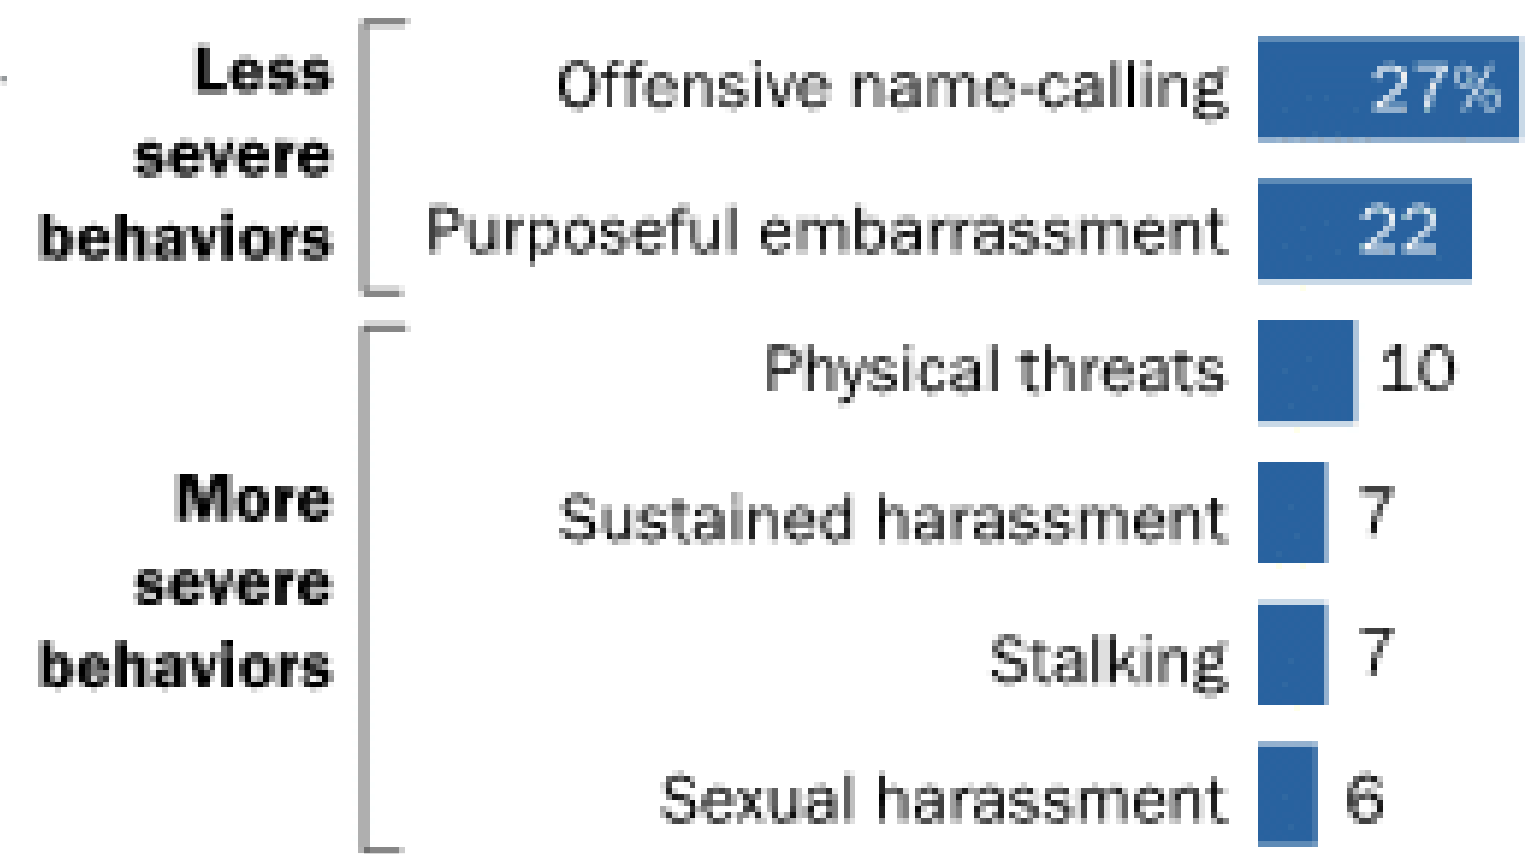 Less
severe
behaviors
Offensive name-calling 27%
Purposeful embarrassment 22
More
severe
behaviors
Physical threats 10
Sustained harassment 7
Stalking 7
Sexual harassment 6